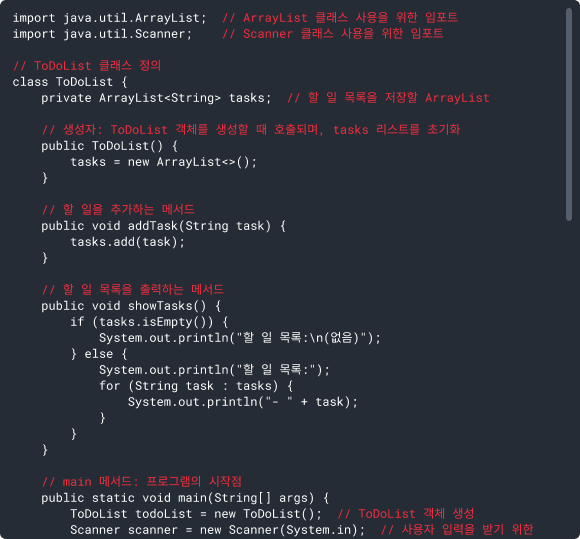 import java.util.ArrayList;  // ArrayList 클래스 사용을 위한 임포트
import java.util.Scanner;    // Scanner 클래스 사용을 위한 임포트

// ToDoList 클래스 정의
class ToDoList {
    private ArrayList<String> tasks;  // 할 일 목록을 저장할 ArrayList

    // 생성자: ToDoList 객체를 생성할 때 호출되며, tasks 리스트를 초기화
    public ToDoList() {
        tasks = new ArrayList<>();
    }

    // 할 일을 추가하는 메서드
    public void addTask(String task) {
        tasks.add(task);
    }

    // 할 일 목록을 출력하는 메서드
    public void showTasks() {
        if (tasks.isEmpty()) {
            System.out.println("할 일 목록:\n(없음)");
        } else {
            System.out.println("할 일 목록:");
            for (String task : tasks) {
                System.out.println("- " + task);
            }
        }
    }

    // main 메서드: 프로그램의 시작점
    public static void main(String[] args) {
        ToDoList todoList = new ToDoList();  // ToDoList 객체 생성
        Scanner scanner = new Scanner(System.in);  // 사용자 입력을 받기 위한